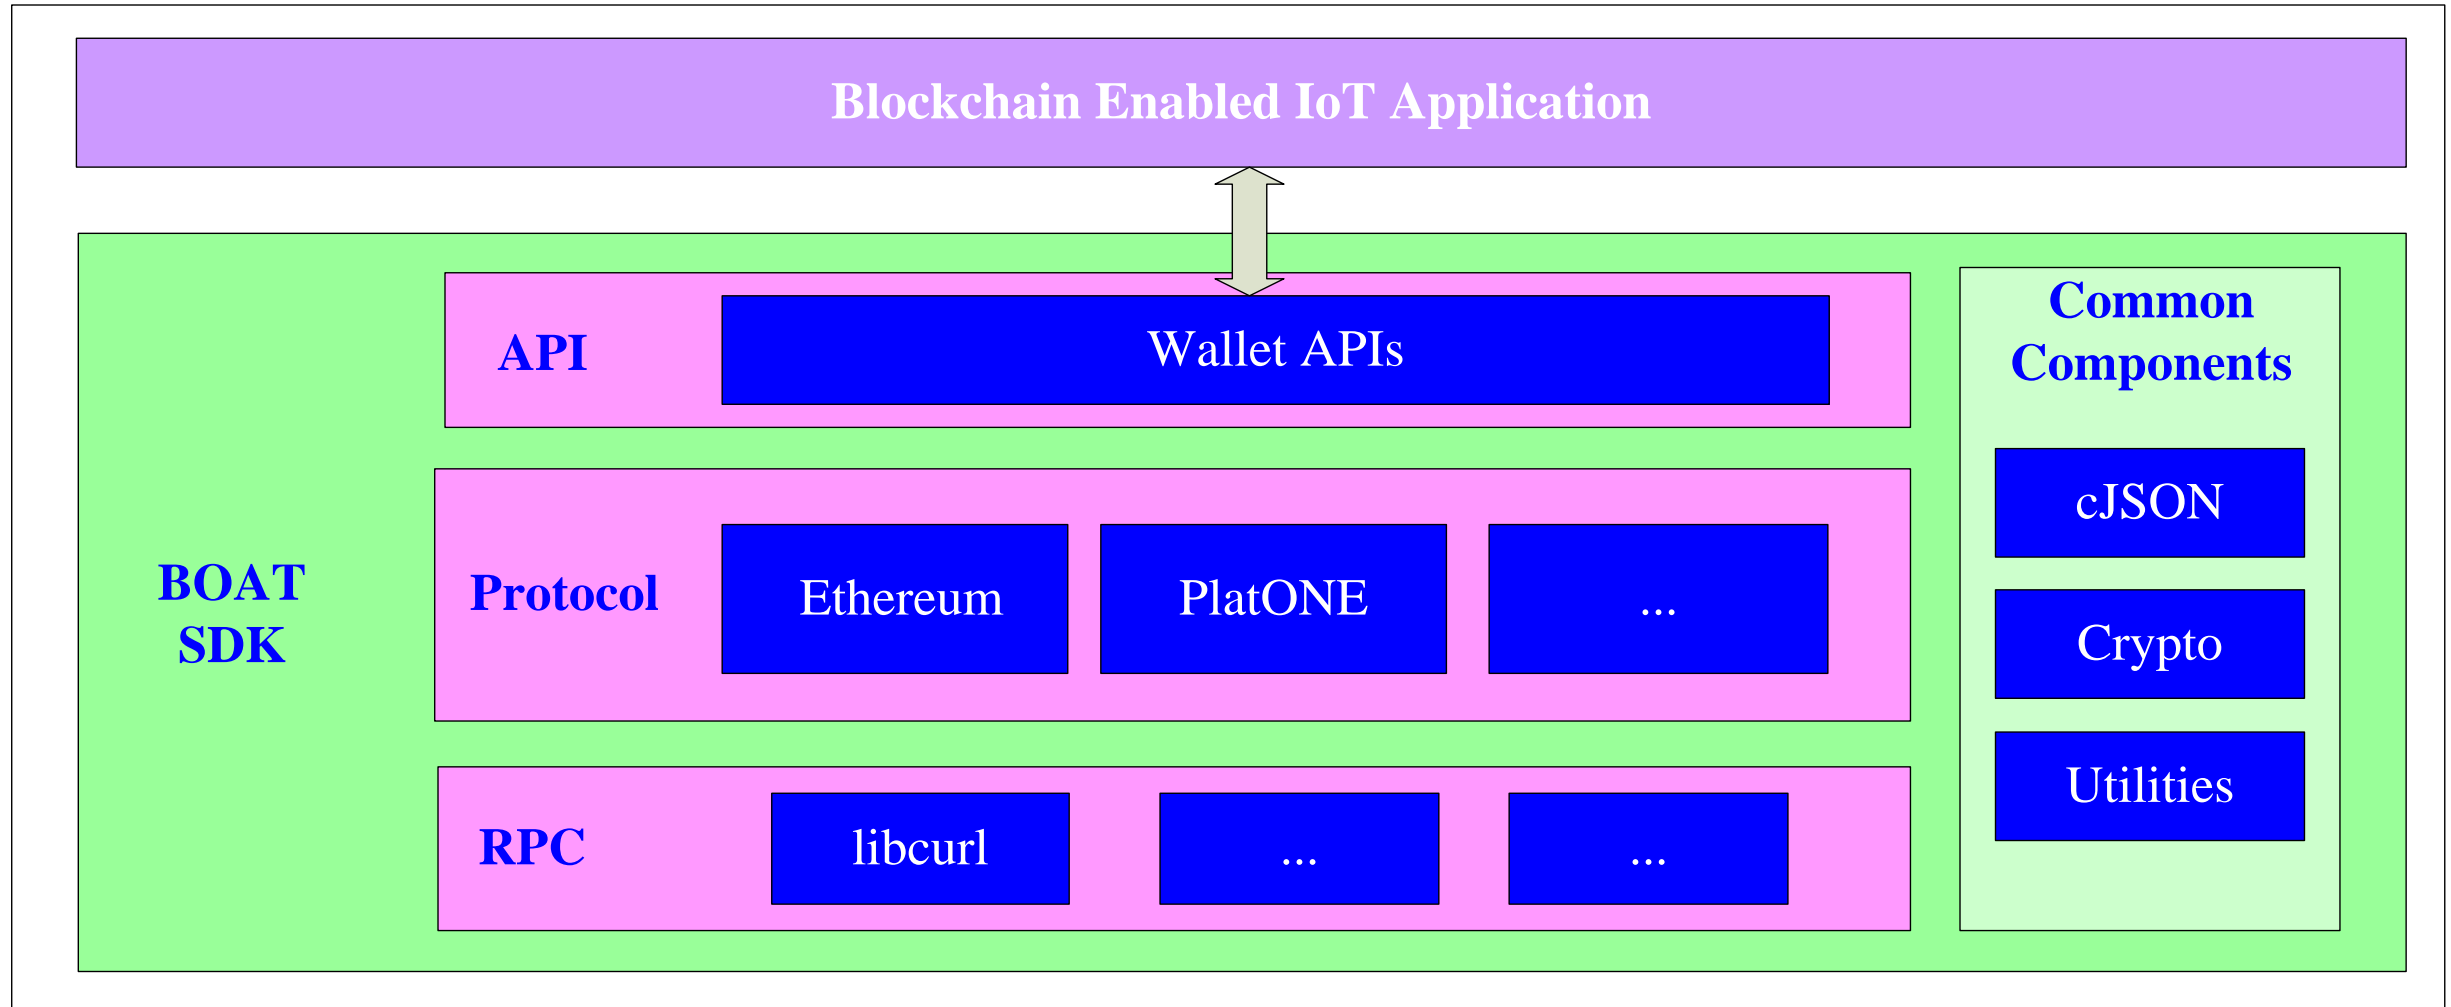 Blockchain Enabled IoT Application
API
Wallet APIs
Common
Components
BOAT
SDK
Protocol
Ethereum
PlatONE
...
cJSON
Crypto
Utilities
RPC
libcurl
...
...